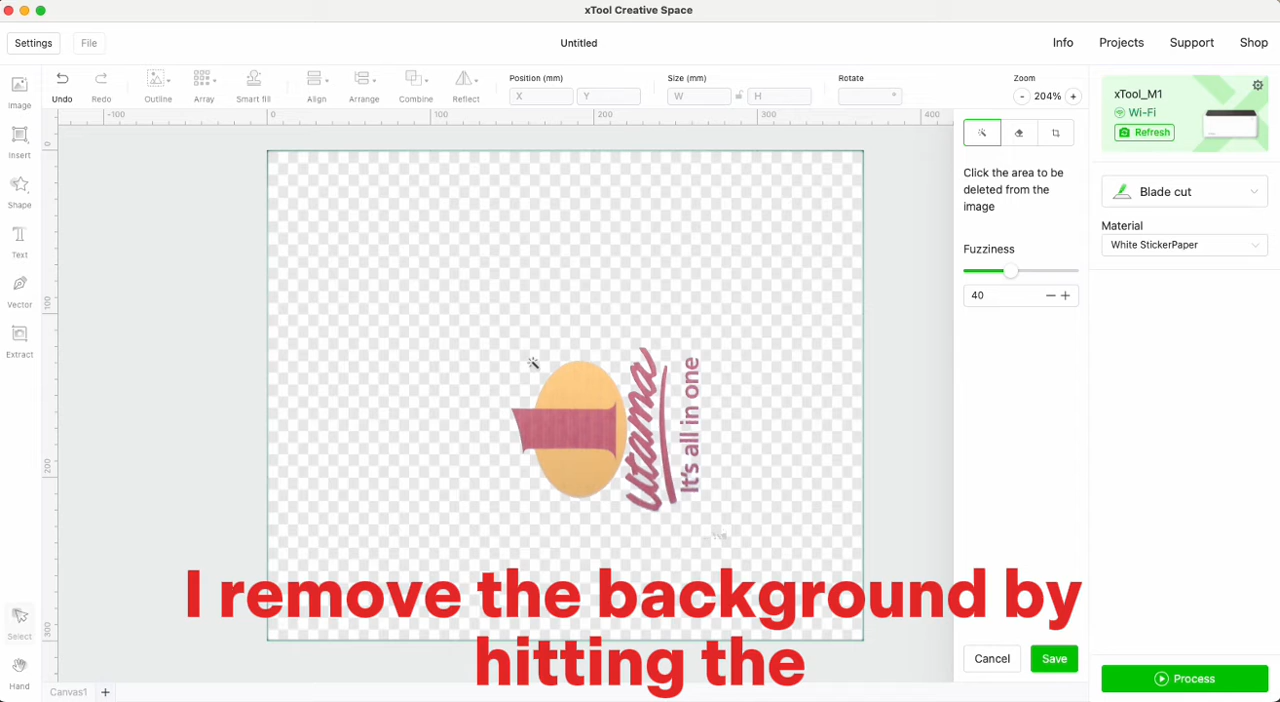 xTool Creative Space
Settings
File
Untitled
Info
Projects
Support
Shop
Undo
Redo
Outline
Array
Smart fill
Align
Arrange
Combine
Reflect
Position (mm)
X
Y
Size (mm)
W
H
Rotate
°
Zoom
- 204% +
Image
Insert
Shape
Text
Vector
Extract
Select
Hand
-100
0
100
200
300
400
0
100
200
300
Utama
It's all in one
Click the area to be
deleted from the
image
Fuzziness
40
Cancel
Save
xTool_M1
Wi-Fi
Refresh
Blade cut
Material
White StickerPaper
Process
Canvas1
I remove the background by
hitting the